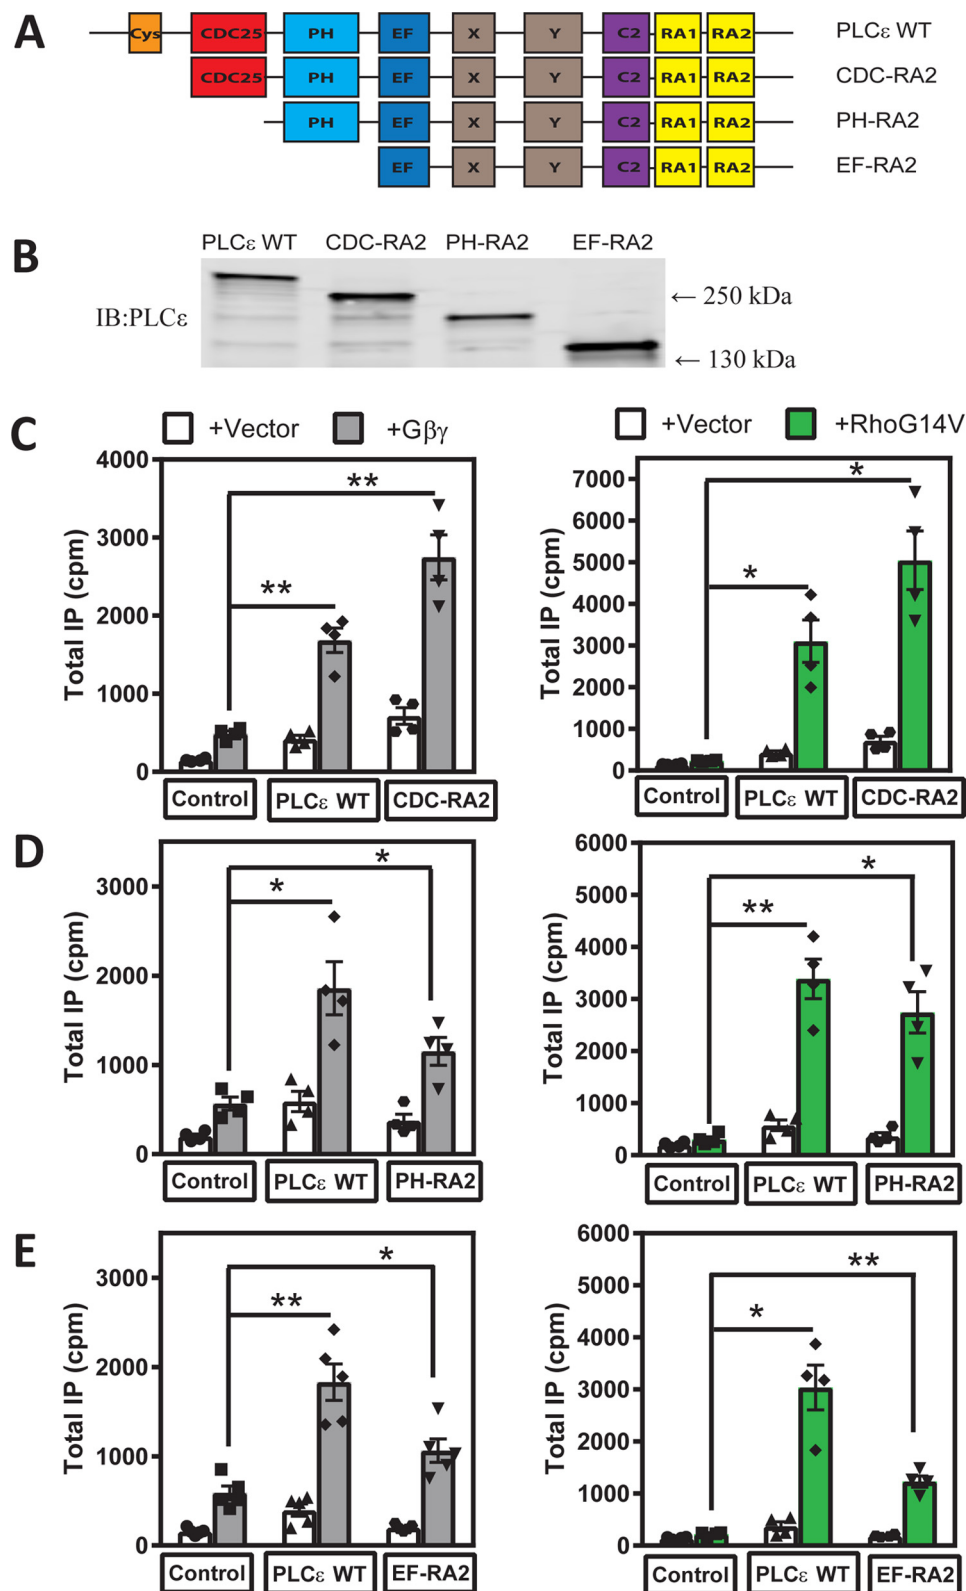 A
Cys CDC25 PH EF X Y C2 RA1 RA2 PLCε WT
CDC25 PH EF X Y C2 RA1 RA2 CDC-RA2
PH EF X Y C2 RA1 RA2 PH-RA2
EF X Y C2 RA1 RA2 EF-RA2
B
PLCε WT CDC-RA2 PH-RA2 EF-RA2
IB:PLCε
← 250 kDa
← 130 kDa
C
+Vector +Gβγ
Total IP (cpm)
4000
3000
2000
1000
0
**
**
Control PLCε WT CDC-RA2
+Vector +RhoG14V
Total IP (cpm)
7000
6000
5000
4000
3000
2000
1000
0
*
*
Control PLCε WT CDC-RA2
D
Total IP (cpm)
3000
2000
1000
0
*
*
Control PLCε WT PH-RA2
Total IP (cpm)
6000
5000
4000
3000
2000
1000
0
*
**
Control PLCε WT PH-RA2
E
Total IP (cpm)
3000
2000
1000
0
*
**
Control PLCε WT EF-RA2
Total IP (cpm)
6000
5000
4000
3000
2000
1000
0
**
*
Control PLCε WT EF-RA2